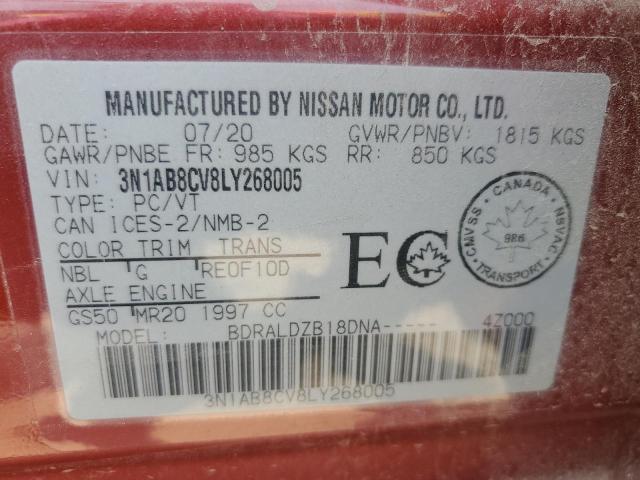 MANUFACTURED BY NISSAN MOTOR CO., LTD.
DATE: 07/20 GVWR/PNBV: 1815 KGS
GAWR/PNBE FR: 985 KGS RR: 850 KGS
VIN: 3N1AB8CV8LY268005
TYPE: PC/VT
CAN ICES-2/NMB-2
COLOR TRIM TRANS
NBL G RE0F10D
AXLE ENGINE
GS50 MR20 1997 CC
MODEL: BDRALDZB18DNA----- 4Z000
3N1AB8CV8LY268005
EC
CANADA
CMVSS NSVAC
986
TRANSPORT